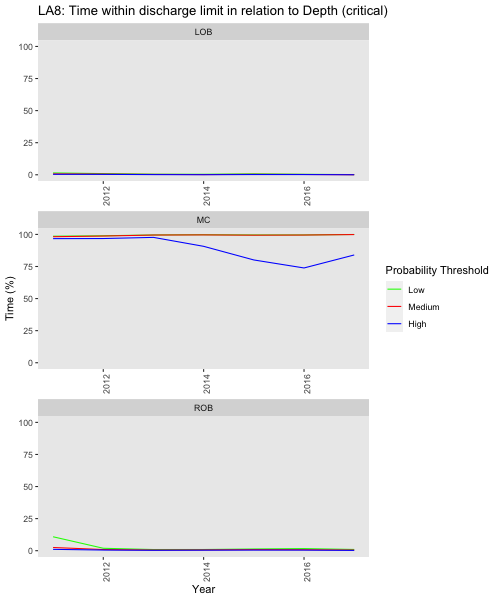 LA8: Time within discharge limit in relation to Depth (critical)
LOB
100
75
50
25
0
2012 2014 2016
MC
100
75
50
25
0
2012 2014 2016
ROB
100
75
50
25
0
2012 2014 2016
Time (%)
Year
Probability Threshold
Low
Medium
High